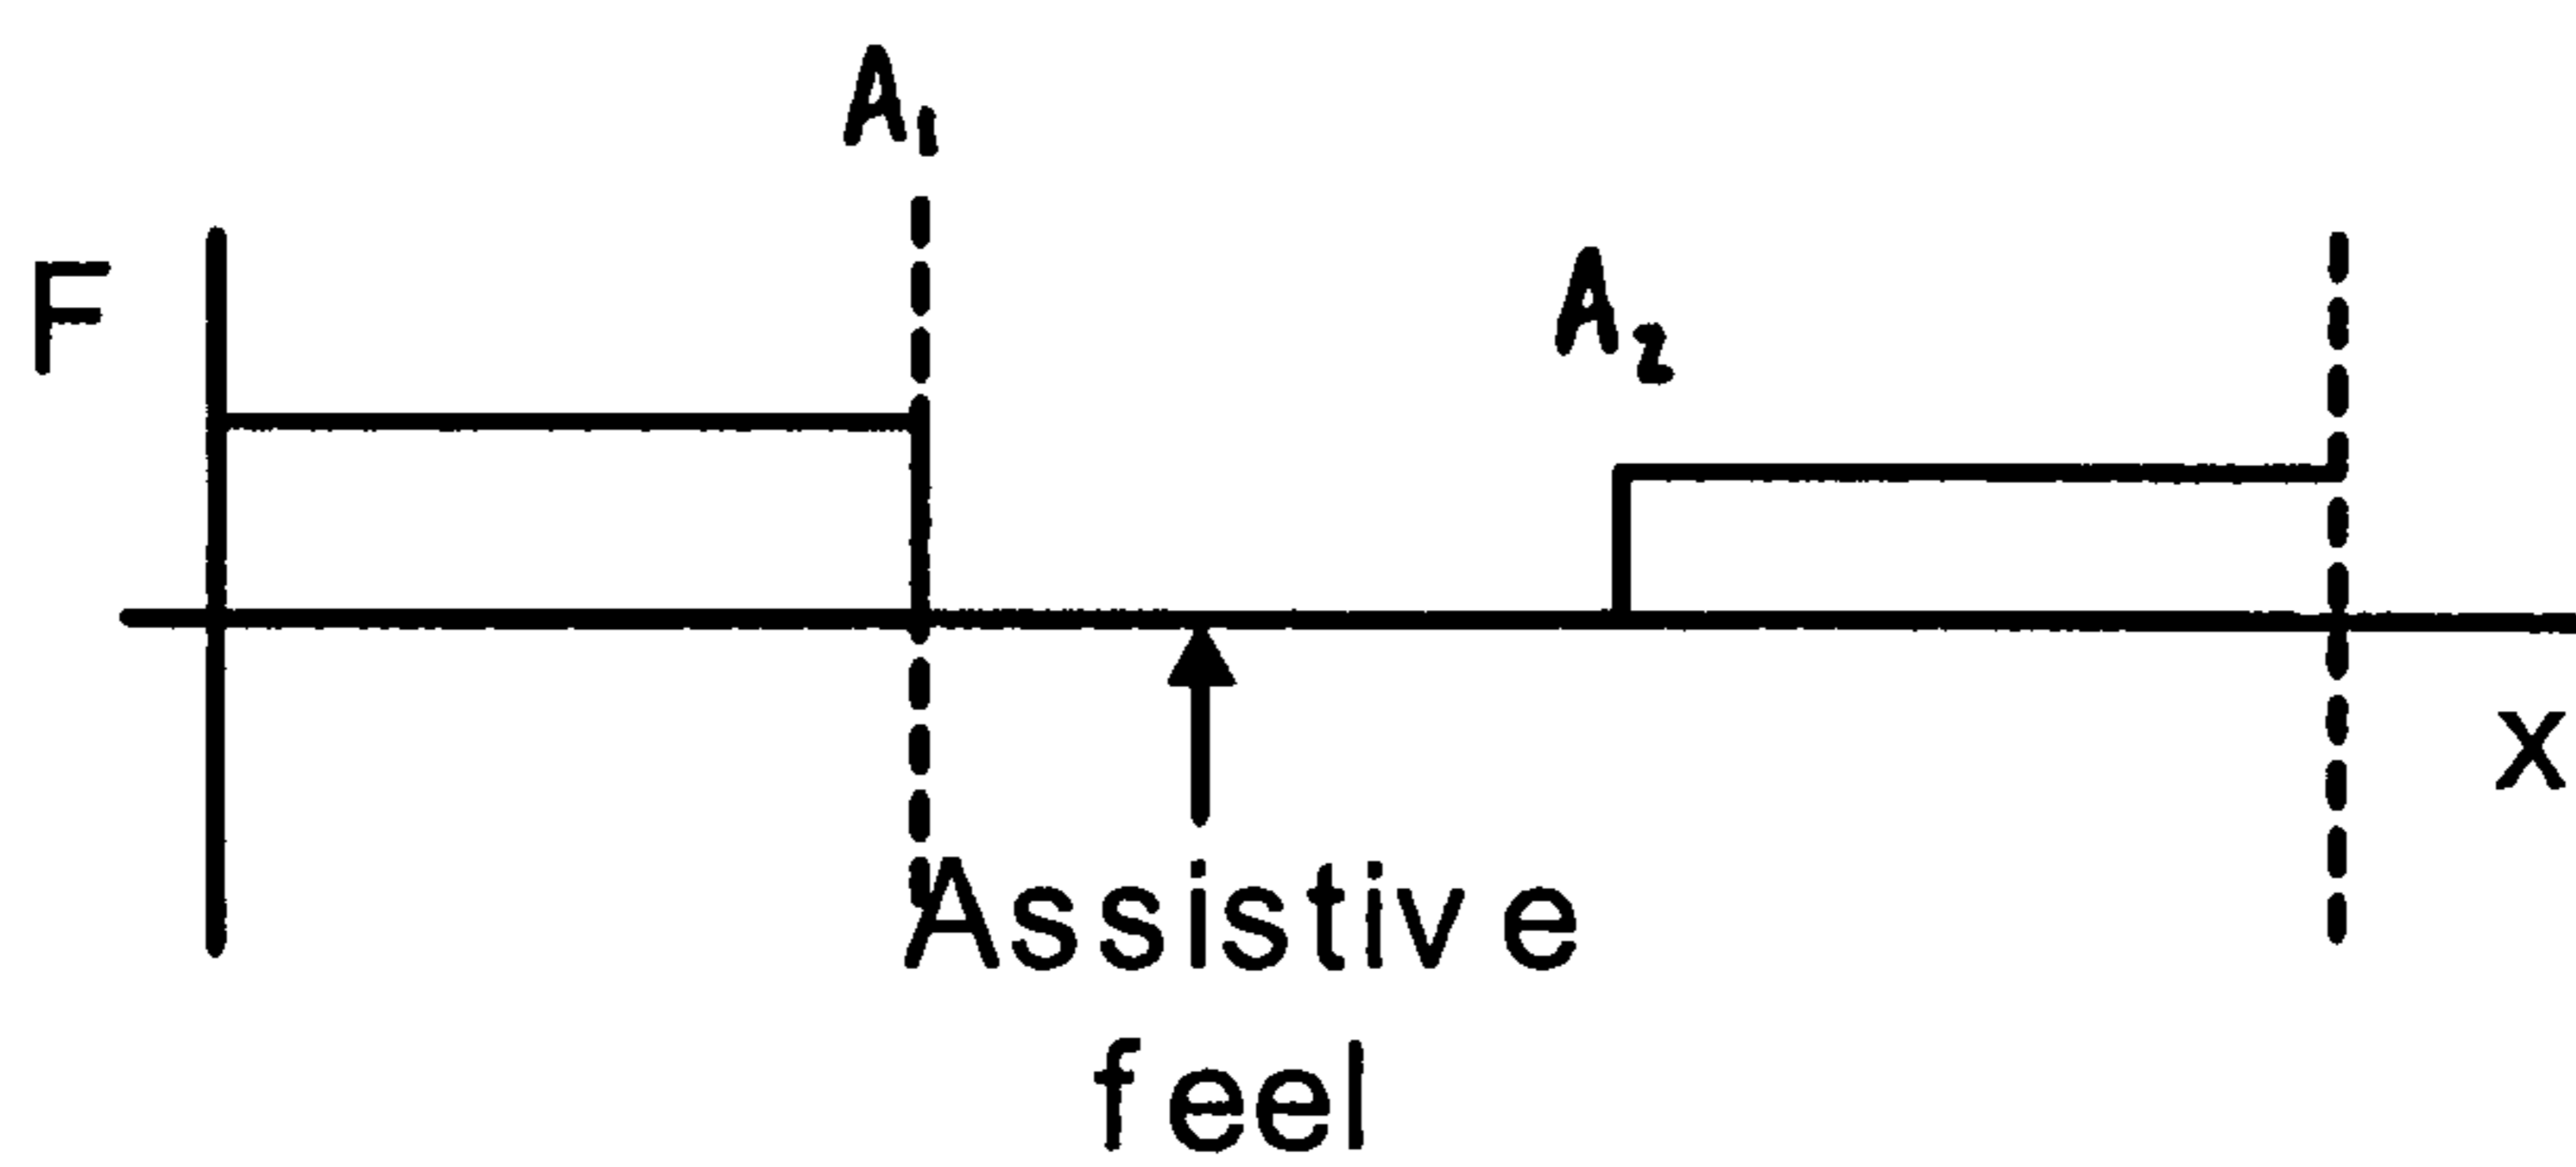 A₁
F
A₂
x
Assistive
feel